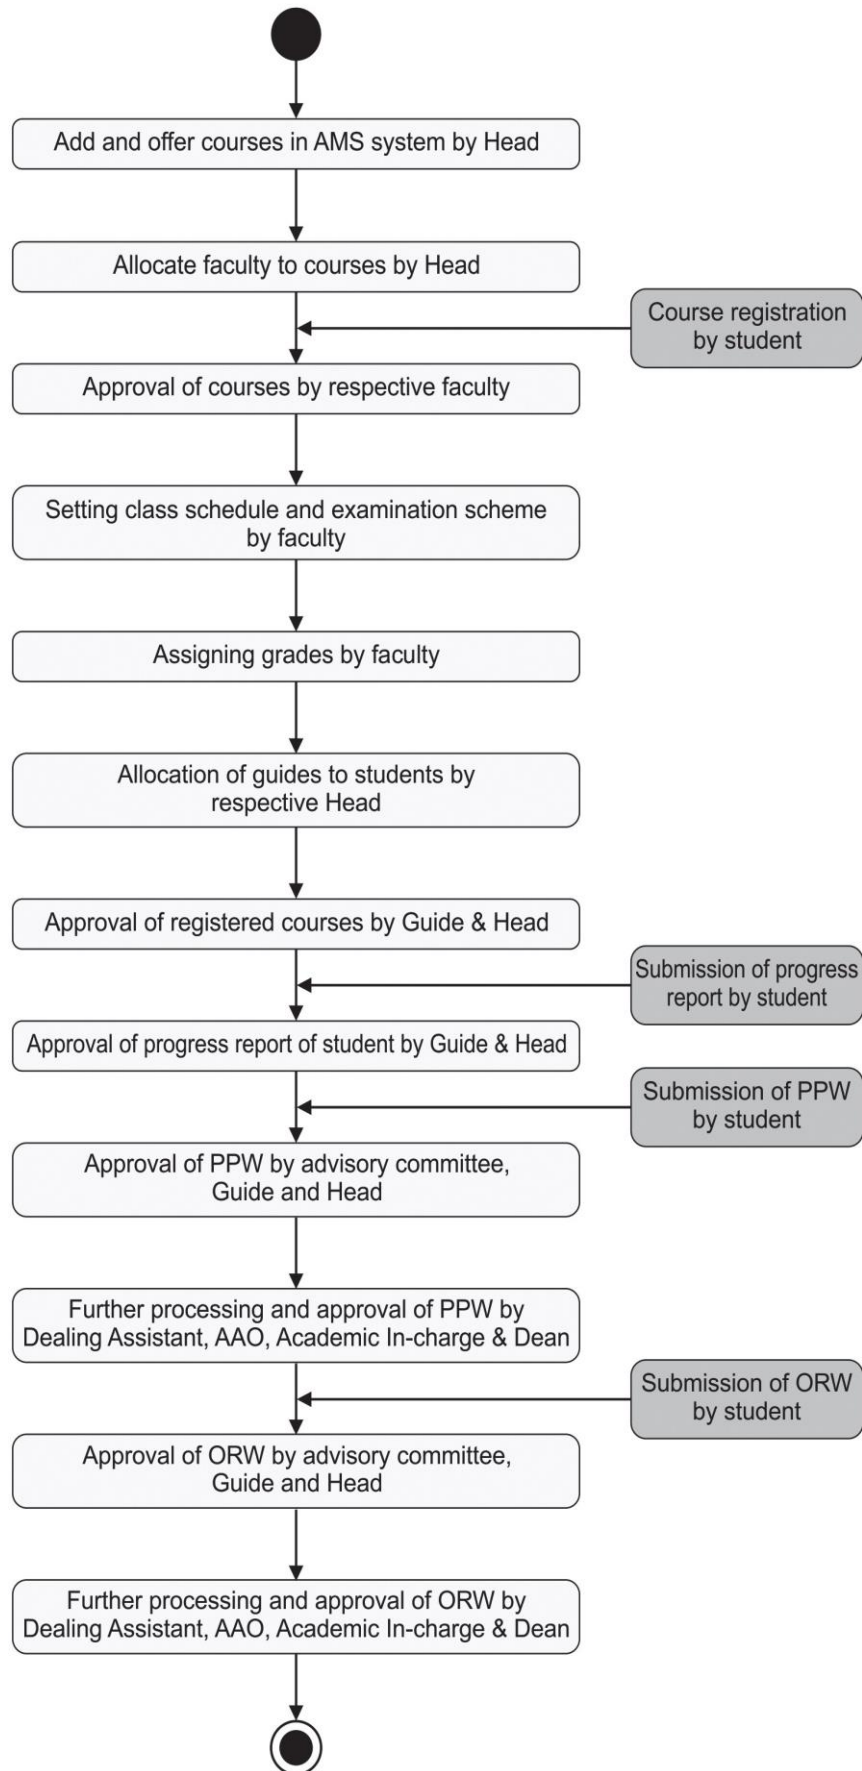 Add and offer courses in AMS system by Head
Allocate faculty to courses by Head
Course registration
by student
Approval of courses by respective faculty
Setting class schedule and examination scheme
by faculty
Assigning grades by faculty
Allocation of guides to students by
respective Head
Approval of registered courses by Guide & Head
Submission of progress
report by student
Approval of progress report of student by Guide & Head
Submission of PPW
by student
Approval of PPW by advisory committee,
Guide and Head
Further processing and approval of PPW by
Dealing Assistant, AAO, Academic In-charge & Dean
Submission of ORW
by student
Approval of ORW by advisory committee,
Guide and Head
Further processing and approval of ORW by
Dealing Assistant, AAO, Academic In-charge & Dean